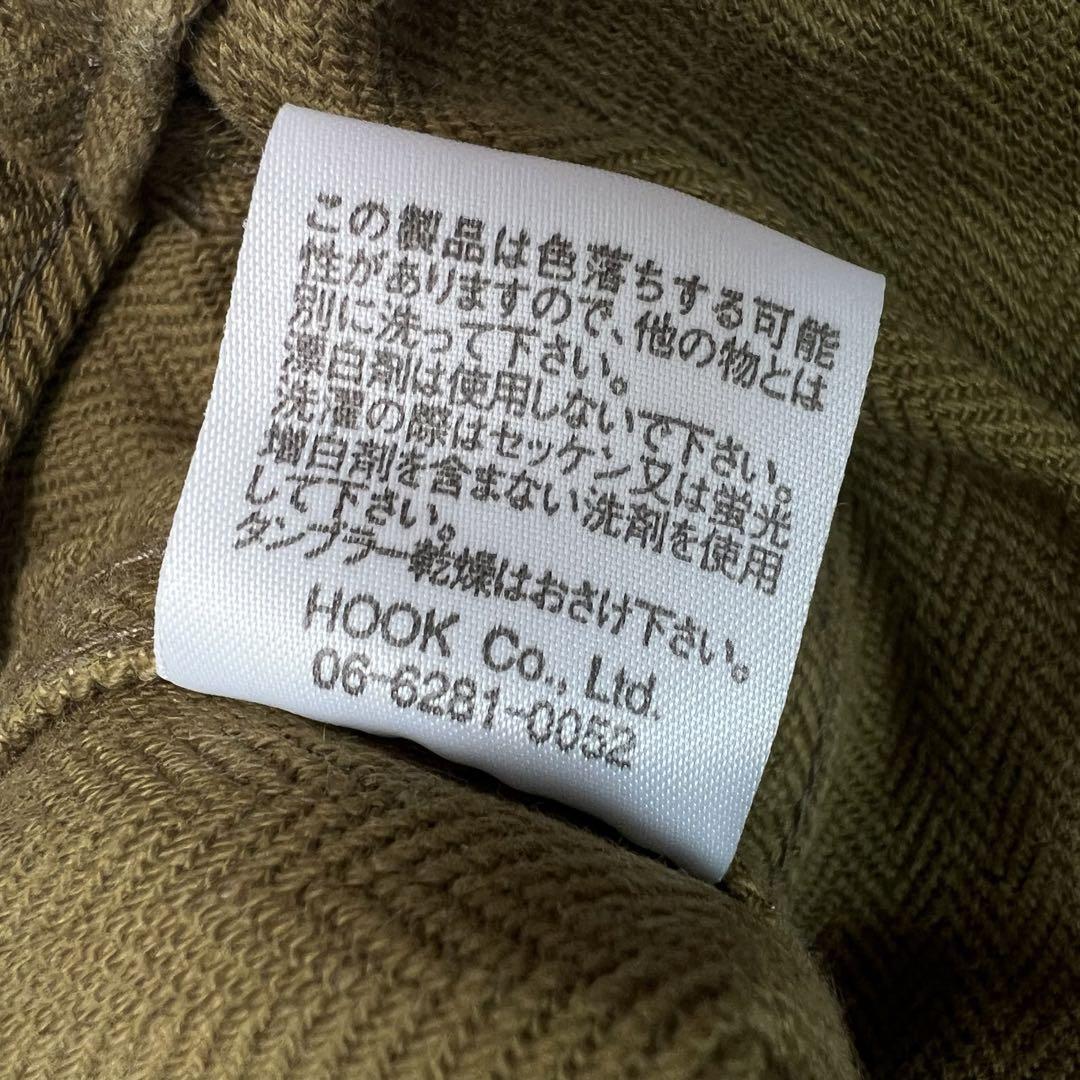 この製品は色落ちする可能
性がありますので、他の物とは
別に洗って下さい。
漂白剤は使用しないで下さい。
洗濯の際はセッケン又は蛍光
増白剤を含まない洗剤を使用
して下さい。
タンブラー乾燥はおさけ下さい。
HOOK Co., Ltd.
06-6281-0052